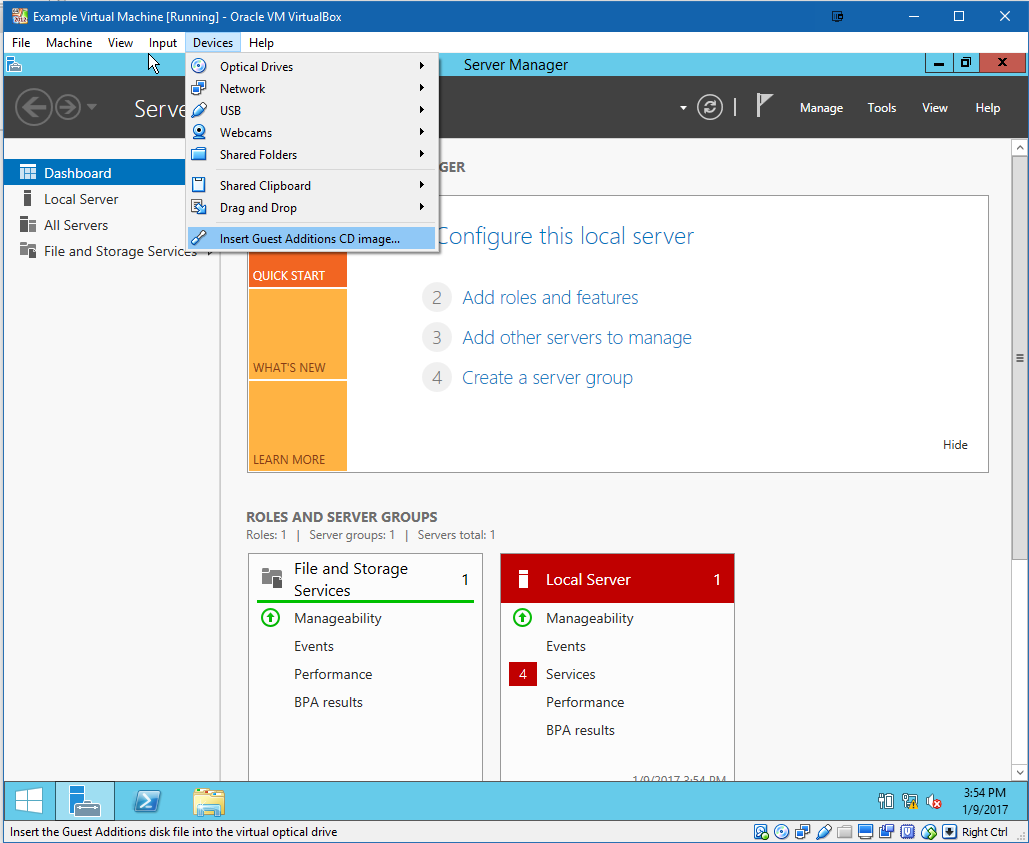 Example Virtual Machine [Running] - Oracle VM VirtualBox
File Machine View Input Devices Help
Server Manager
Optical Drives
Network
USB
Webcams
Shared Folders
Shared Clipboard
Drag and Drop
Insert Guest Additions CD image...
Serve
Manage Tools View Help
Dashboard
Local Server
All Servers
File and Storage Services
GER
Configure this local server
QUICK START
2 Add roles and features
3 Add other servers to manage
WHAT'S NEW
4 Create a server group
LEARN MORE
Hide
ROLES AND SERVER GROUPS
Roles: 1 | Server groups: 1 | Servers total: 1
File and Storage
Services
1
Manageability
Events
Performance
BPA results
Local Server 1
Manageability
Events
4 Services
Performance
BPA results
1/9/2017 3:54 PM
3:54 PM
1/9/2017
Insert the Guest Additions disk file into the virtual optical drive
Right Ctrl